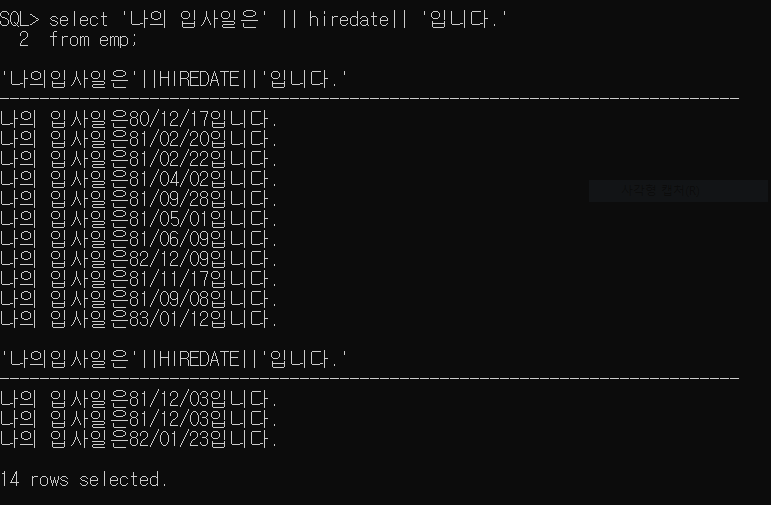 SQL> select '나의 입사일은' || hiredate|| '입니다.'
  2  from emp;
'나의입사일은'||HIREDATE||'입니다.'
--------------------------------------------------------------------------
나의 입사일은80/12/17입니다.
나의 입사일은81/02/20입니다.
나의 입사일은81/02/22입니다.
나의 입사일은81/04/02입니다.
나의 입사일은81/09/28입니다.
나의 입사일은81/05/01입니다.
나의 입사일은81/06/09입니다.
나의 입사일은82/12/09입니다.
나의 입사일은81/11/17입니다.
나의 입사일은81/09/08입니다.
나의 입사일은83/01/12입니다.
'나의입사일은'||HIREDATE||'입니다.'
--------------------------------------------------------------------------
나의 입사일은81/12/03입니다.
나의 입사일은81/12/03입니다.
나의 입사일은82/01/23입니다.
14 rows selected.